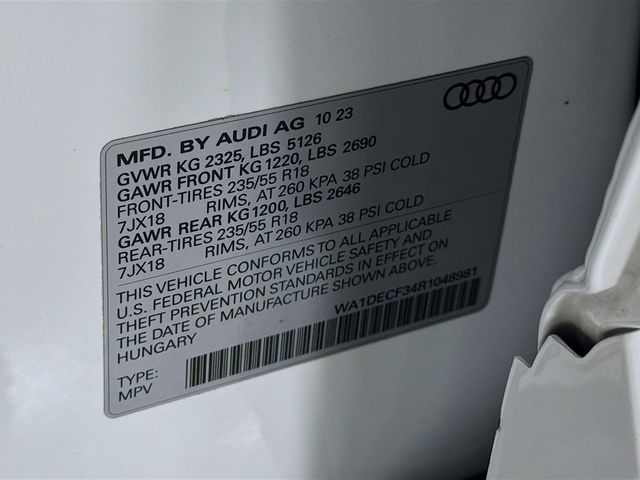 MFD. BY AUDI AG 10 23
GVWR KG 2325, LBS 5126
GAWR FRONT KG 1220, LBS 2690
FRONT-TIRES 235/55 R18
7JX18 RIMS, AT 260 KPA 38 PSI COLD
GAWR REAR KG 1200, LBS 2646
REAR-TIRES 235/55 R18
7JX18 RIMS, AT 260 KPA 38 PSI COLD
THIS VEHICLE CONFORMS TO ALL APPLICABLE
U.S. FEDERAL MOTOR VEHICLE SAFETY AND
THEFT PREVENTION STANDARDS IN EFFECT ON
THE DATE OF MANUFACTURE SHOWN ABOVE.
HUNGARY WA1DECF34R1048981
TYPE:
MPV